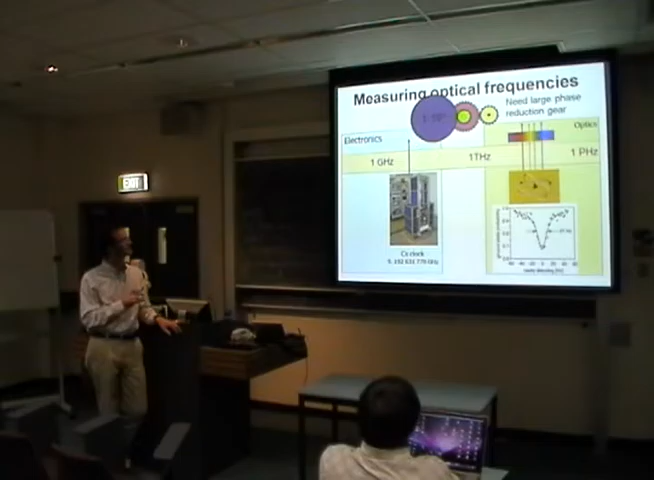 EXIT
Measuring optical frequencies
Need large phase
reduction gear
Electronics
Optics
1 GHz
1THz
1 PHz
Cs clock